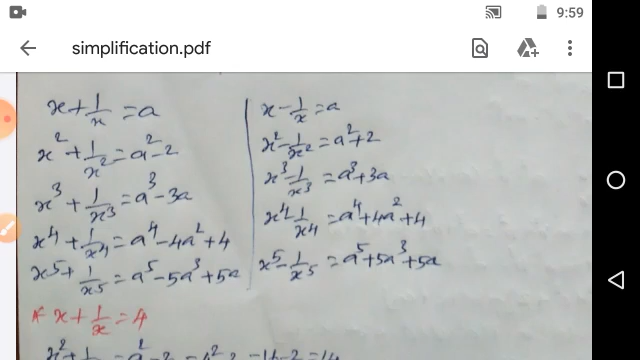 9:59
simplification.pdf
x + 1/x = a
x² + 1/x² = a² - 2
x³ + 1/x³ = a³ - 3a
x⁴ + 1/x⁴ = a⁴ - 4a² + 4
x⁵ + 1/x⁵ = a⁵ - 5a³ + 5a
x - 1/x = a
x² - 1/x² = a² + 2
x³ - 1/x³ = a³ + 3a
x⁴ - 1/x⁴ = a⁴ + 4a² + 4
x⁵ - 1/x⁵ = a⁵ + 5a³ + 5a
* x + 1/x = 4